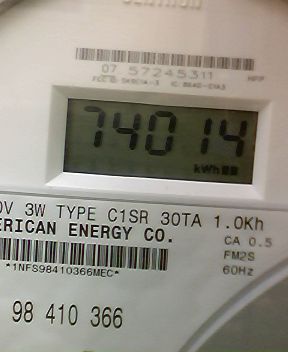 CENTRON
07 57245311
74014
kWh
0V 3W TYPE C1SR 30TA 1.0Kh
ERICAN ENERGY CO.
CA 0.5
FM2S
*1NFS98410366MEC*
60Hz
98 410 366